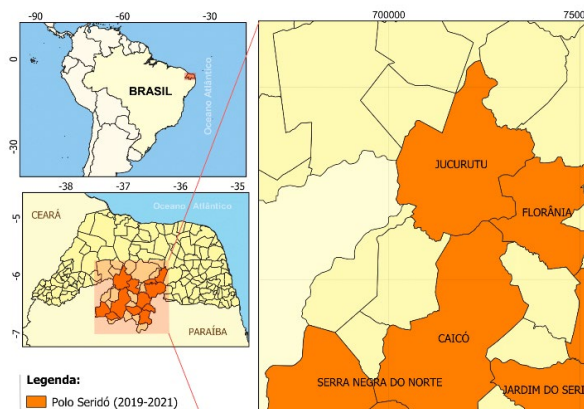 -90
-60
-30
0
-30
BRASIL
Oceano Atlântico
-38
-37
-36
-35
-5
-6
-7
CEARÁ
Oceano Atlântico
PARAÍBA
Legenda:
Polo Seridó (2019-2021)
700000
7500
JUCURUTU
FLORÂNIA
CAICÓ
SERRA NEGRA DO NORTE
JARDIM DO SERI